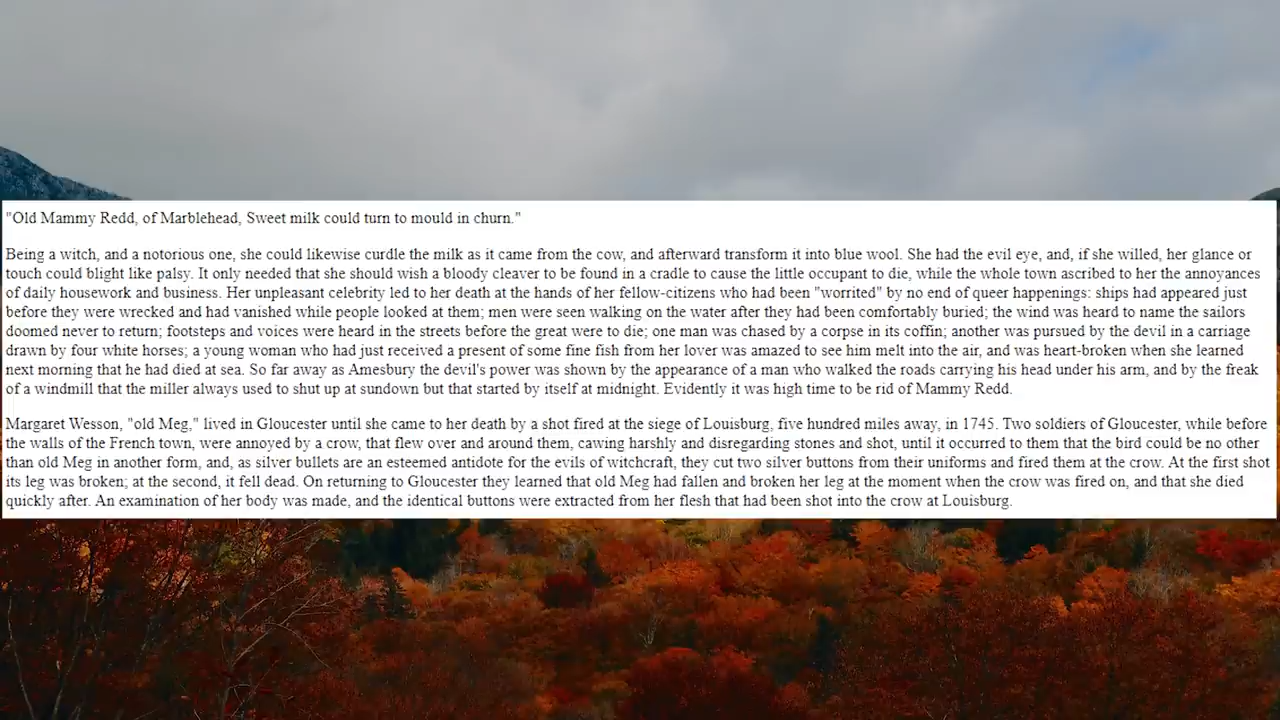 "Old Mammy Redd, of Marblehead, Sweet milk could turn to mould in churn."
Being a witch, and a notorious one, she could likewise curdle the milk as it came from the cow, and afterward transform it into blue wool. She had the evil eye, and, if she willed, her glance or
touch could blight like palsy. It only needed that she should wish a bloody cleaver to be found in a cradle to cause the little occupant to die, while the whole town ascribed to her the annoyances
of daily housework and business. Her unpleasant celebrity led to her death at the hands of her fellow-citizens who had been "worrited" by no end of queer happenings: ships had appeared just
before they were wrecked and had vanished while people looked at them; men were seen walking on the water after they had been comfortably buried; the wind was heard to name the sailors
doomed never to return; footsteps and voices were heard in the streets before the great were to die; one man was chased by a corpse in its coffin; another was pursued by the devil in a carriage
drawn by four white horses; a young woman who had just received a present of some fine fish from her lover was amazed to see him melt into the air, and was heart-broken when she learned
next morning that he had died at sea. So far away as Amesbury the devil's power was shown by the appearance of a man who walked the roads carrying his head under his arm, and by the freak
of a windmill that the miller always used to shut up at sundown but that started by itself at midnight. Evidently it was high time to be rid of Mammy Redd.
Margaret Wesson, "old Meg," lived in Gloucester until she came to her death by a shot fired at the siege of Louisburg, five hundred miles away, in 1745. Two soldiers of Gloucester, while before
the walls of the French town, were annoyed by a crow, that flew over and around them, cawing harshly and disregarding stones and shot, until it occurred to them that the bird could be no other
than old Meg in another form, and, as silver bullets are an esteemed antidote for the evils of witchcraft, they cut two silver buttons from their uniforms and fired them at the crow. At the first shot
its leg was broken; at the second, it fell dead. On returning to Gloucester they learned that old Meg had fallen and broken her leg at the moment when the crow was fired on, and that she died
quickly after. An examination of her body was made, and the identical buttons were extracted from her flesh that had been shot into the crow at Louisburg.